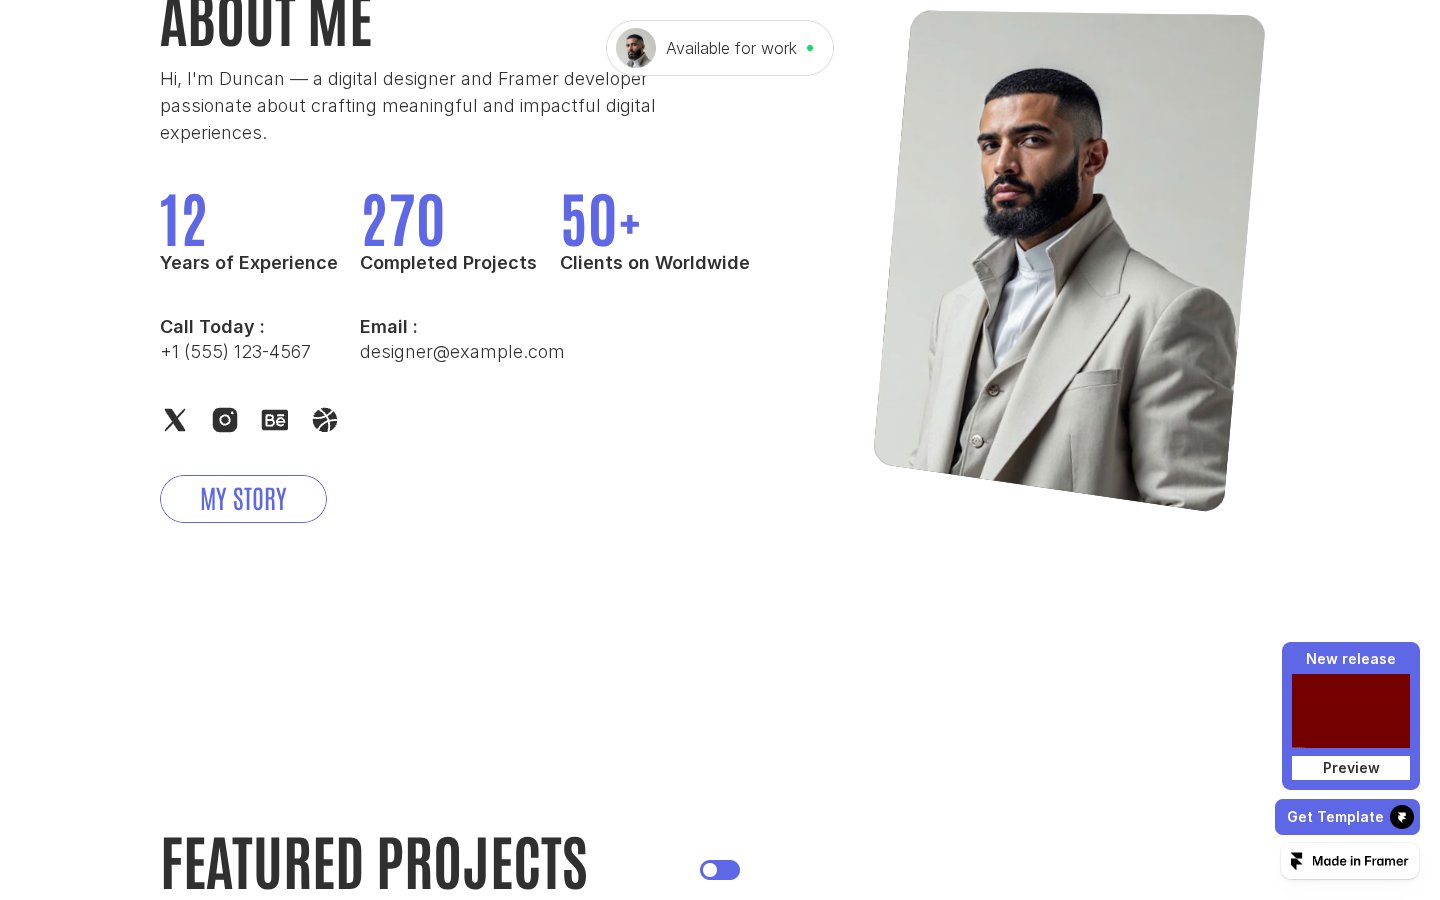 ABOUT ME
Available for work
Hi, I'm Duncan — a digital designer and Framer developer
passionate about crafting meaningful and impactful digital
experiences.
12
270
50+
Years of Experience
Completed Projects
Clients on Worldwide
Call Today :
Email :
+1 (555) 123-4567
designer@example.com
Bē
MY STORY
New release
Preview
Get Template
Made in Framer
FEATURED PROJECTS